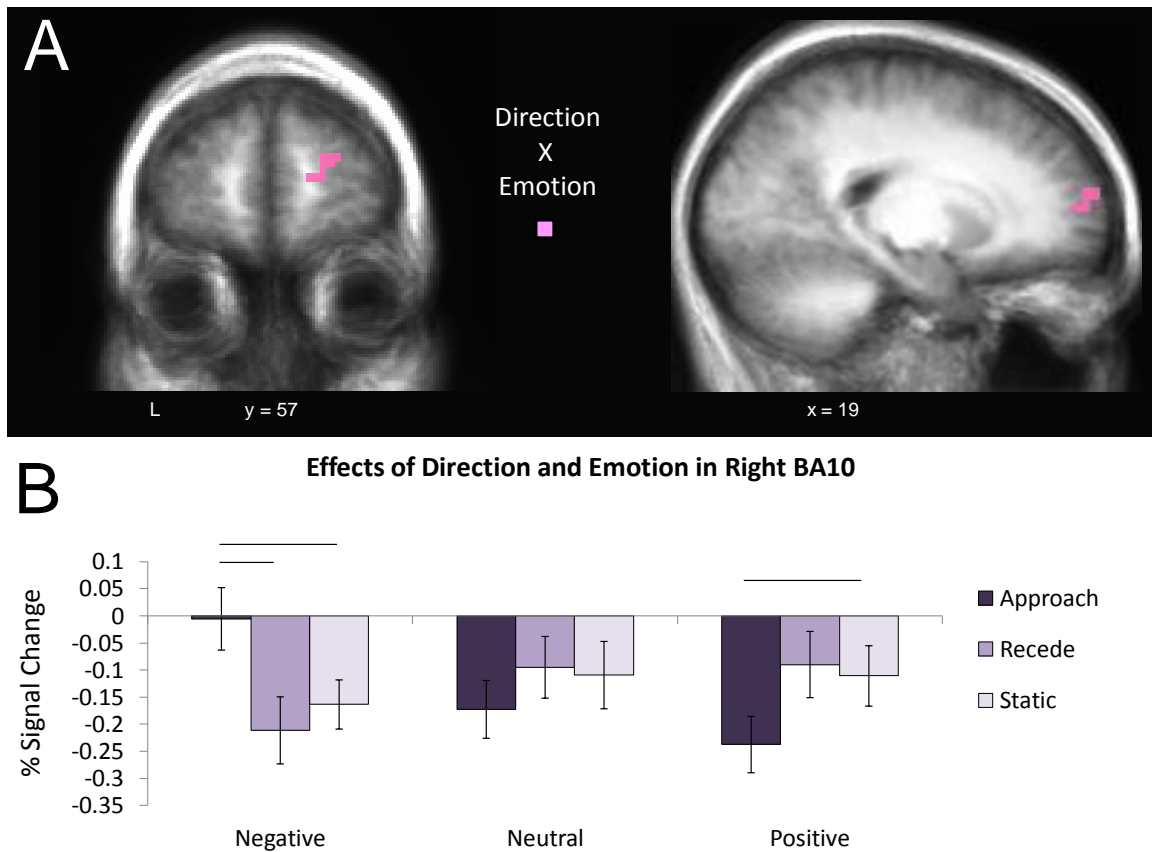 A
Direction
X
Emotion
L
y = 57
x = 19
B
Effects of Direction and Emotion in Right BA10
% Signal Change
0.1
0.05
0
-0.05
-0.1
-0.15
-0.2
-0.25
-0.3
-0.35
Negative
Neutral
Positive
Approach
Recede
Static